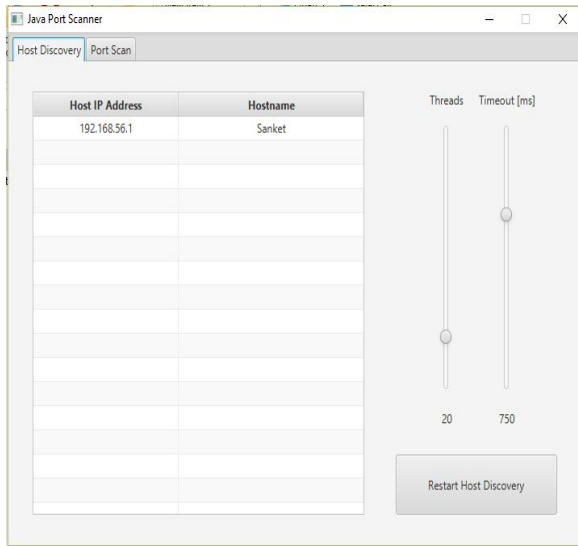 Java Port Scanner
Host Discovery Port Scan
Host IP Address Hostname Threads Timeout [ms]
192.168.56.1 Sanket
20 750
Restart Host Discovery